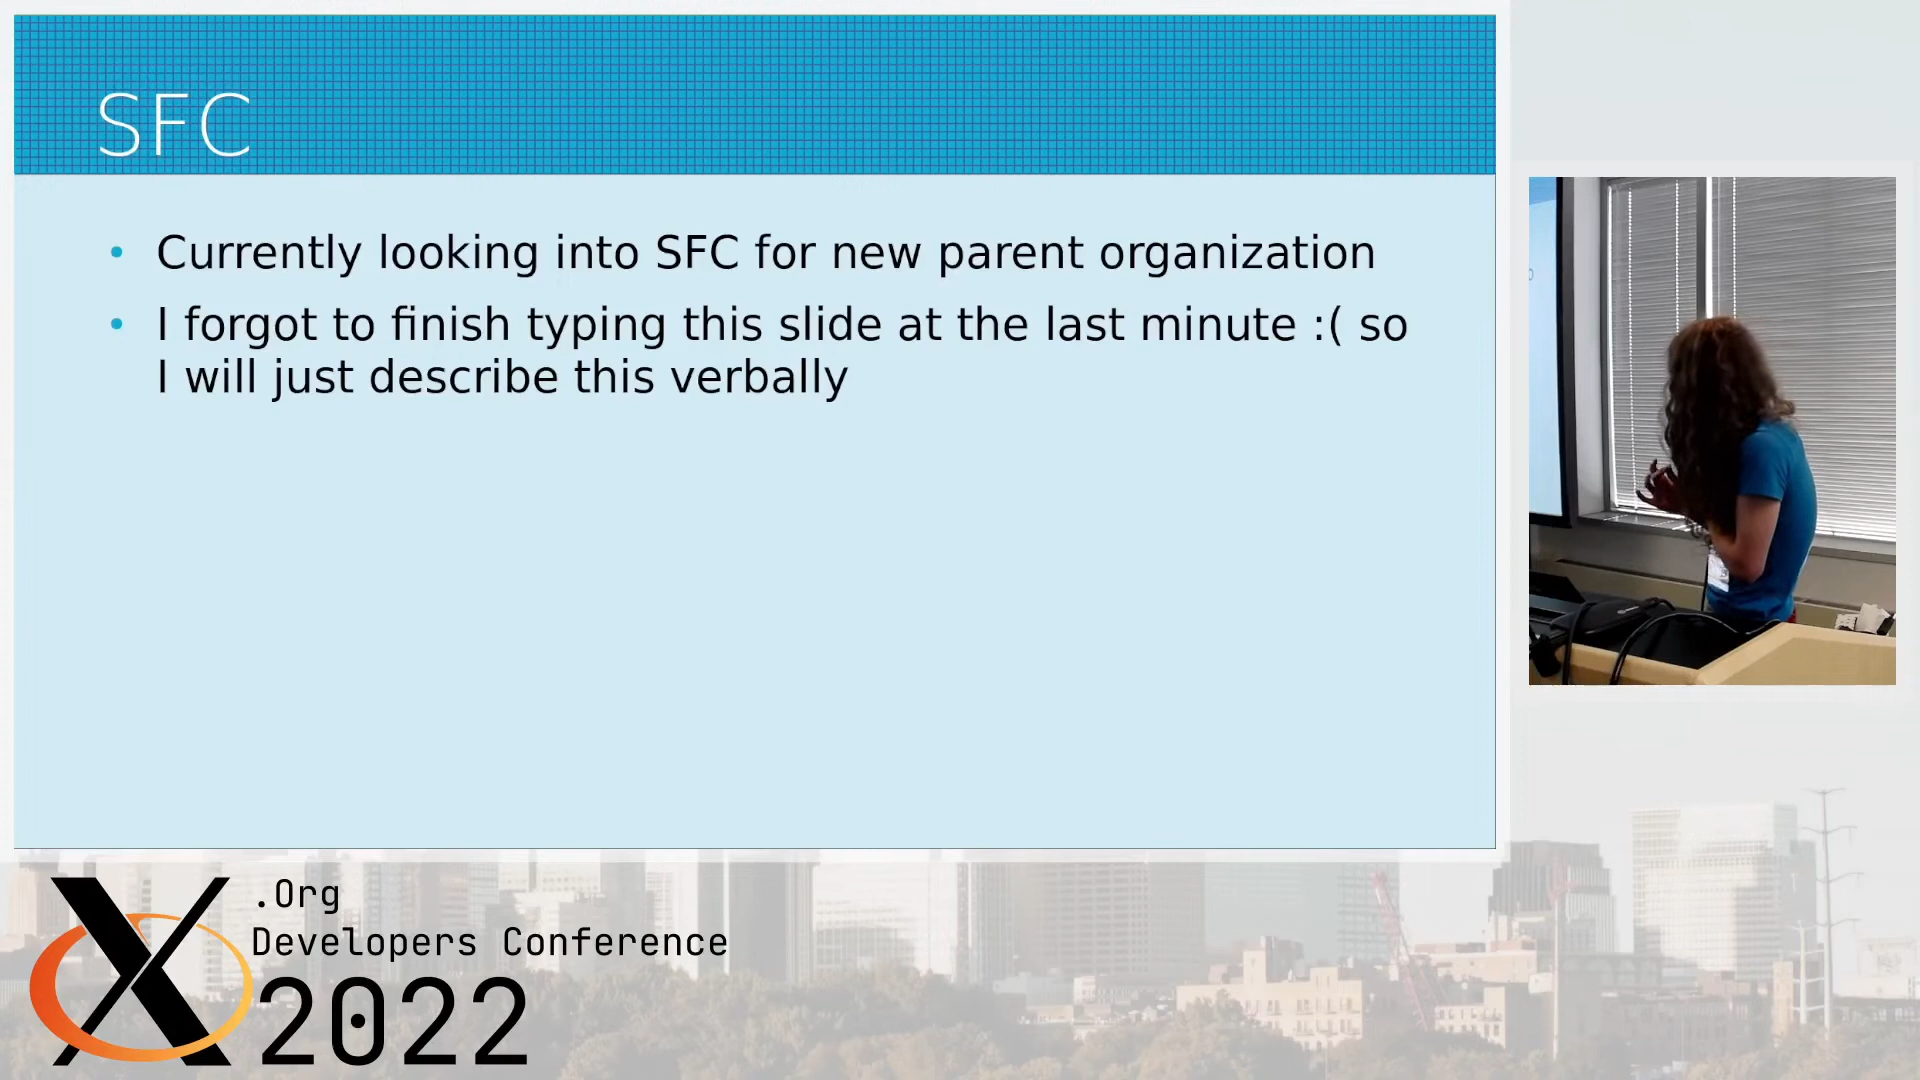 SFC
• Currently looking into SFC for new parent organization
• I forgot to finish typing this slide at the last minute :( so
I will just describe this verbally
X
.Org
Developers Conference
2022